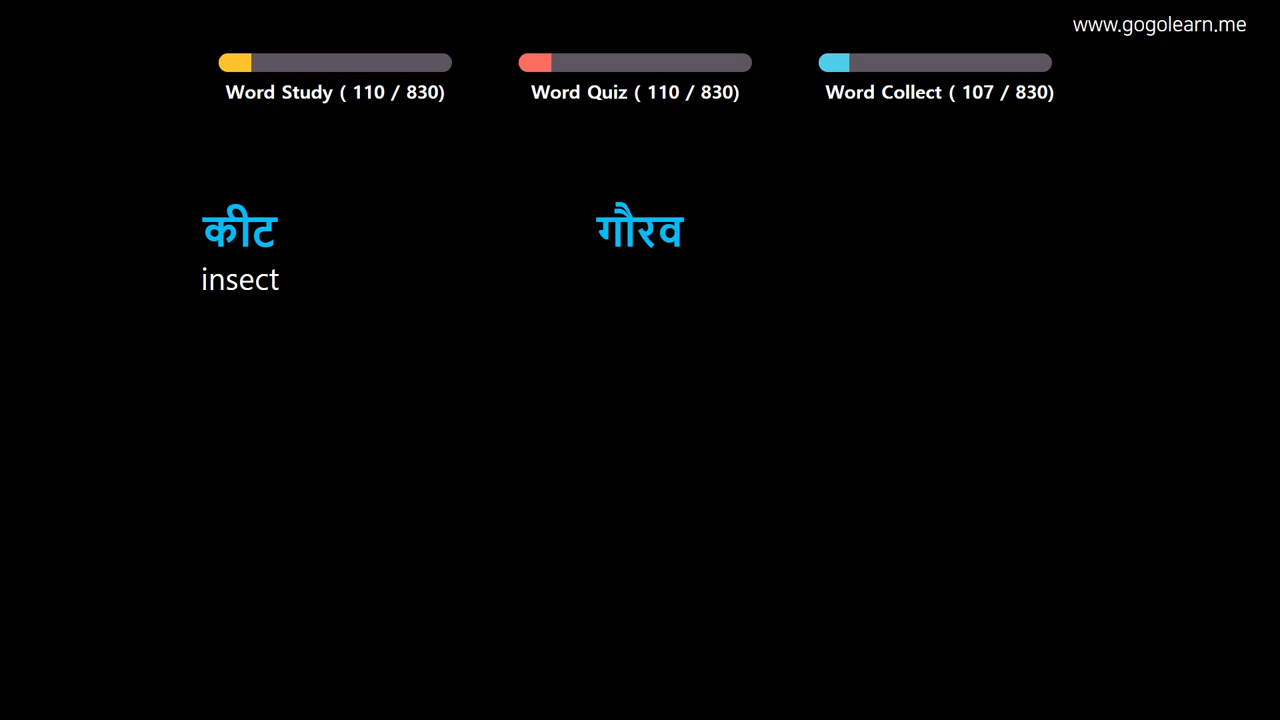 www.gogolearn.me
Word Study ( 110 / 830)
Word Quiz ( 110 / 830)
Word Collect ( 107 / 830)
कीट
गौरव
insect